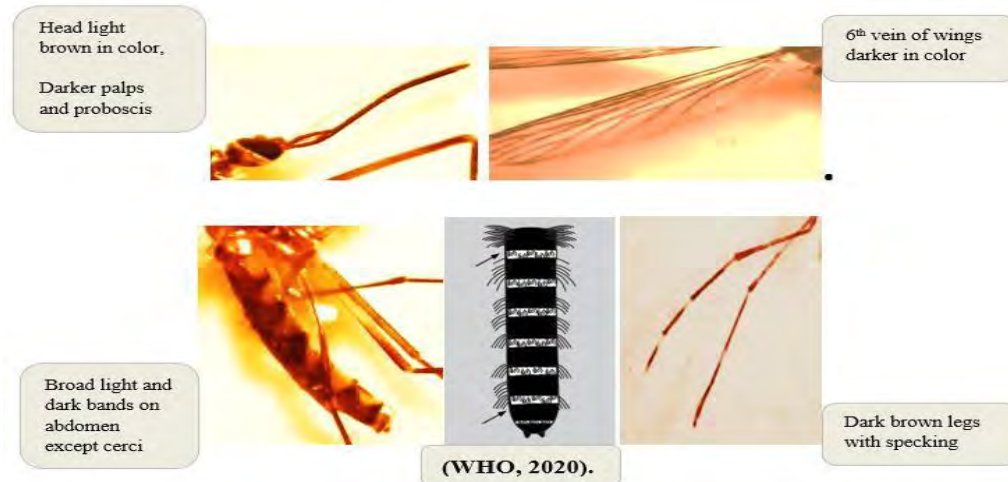 Head light
brown in color,
Darker palps
and proboscis
6th vein of wings
darker in color
Broad light and
dark bands on
abdomen
except cerci
(WHO, 2020).
Dark brown legs
with specking